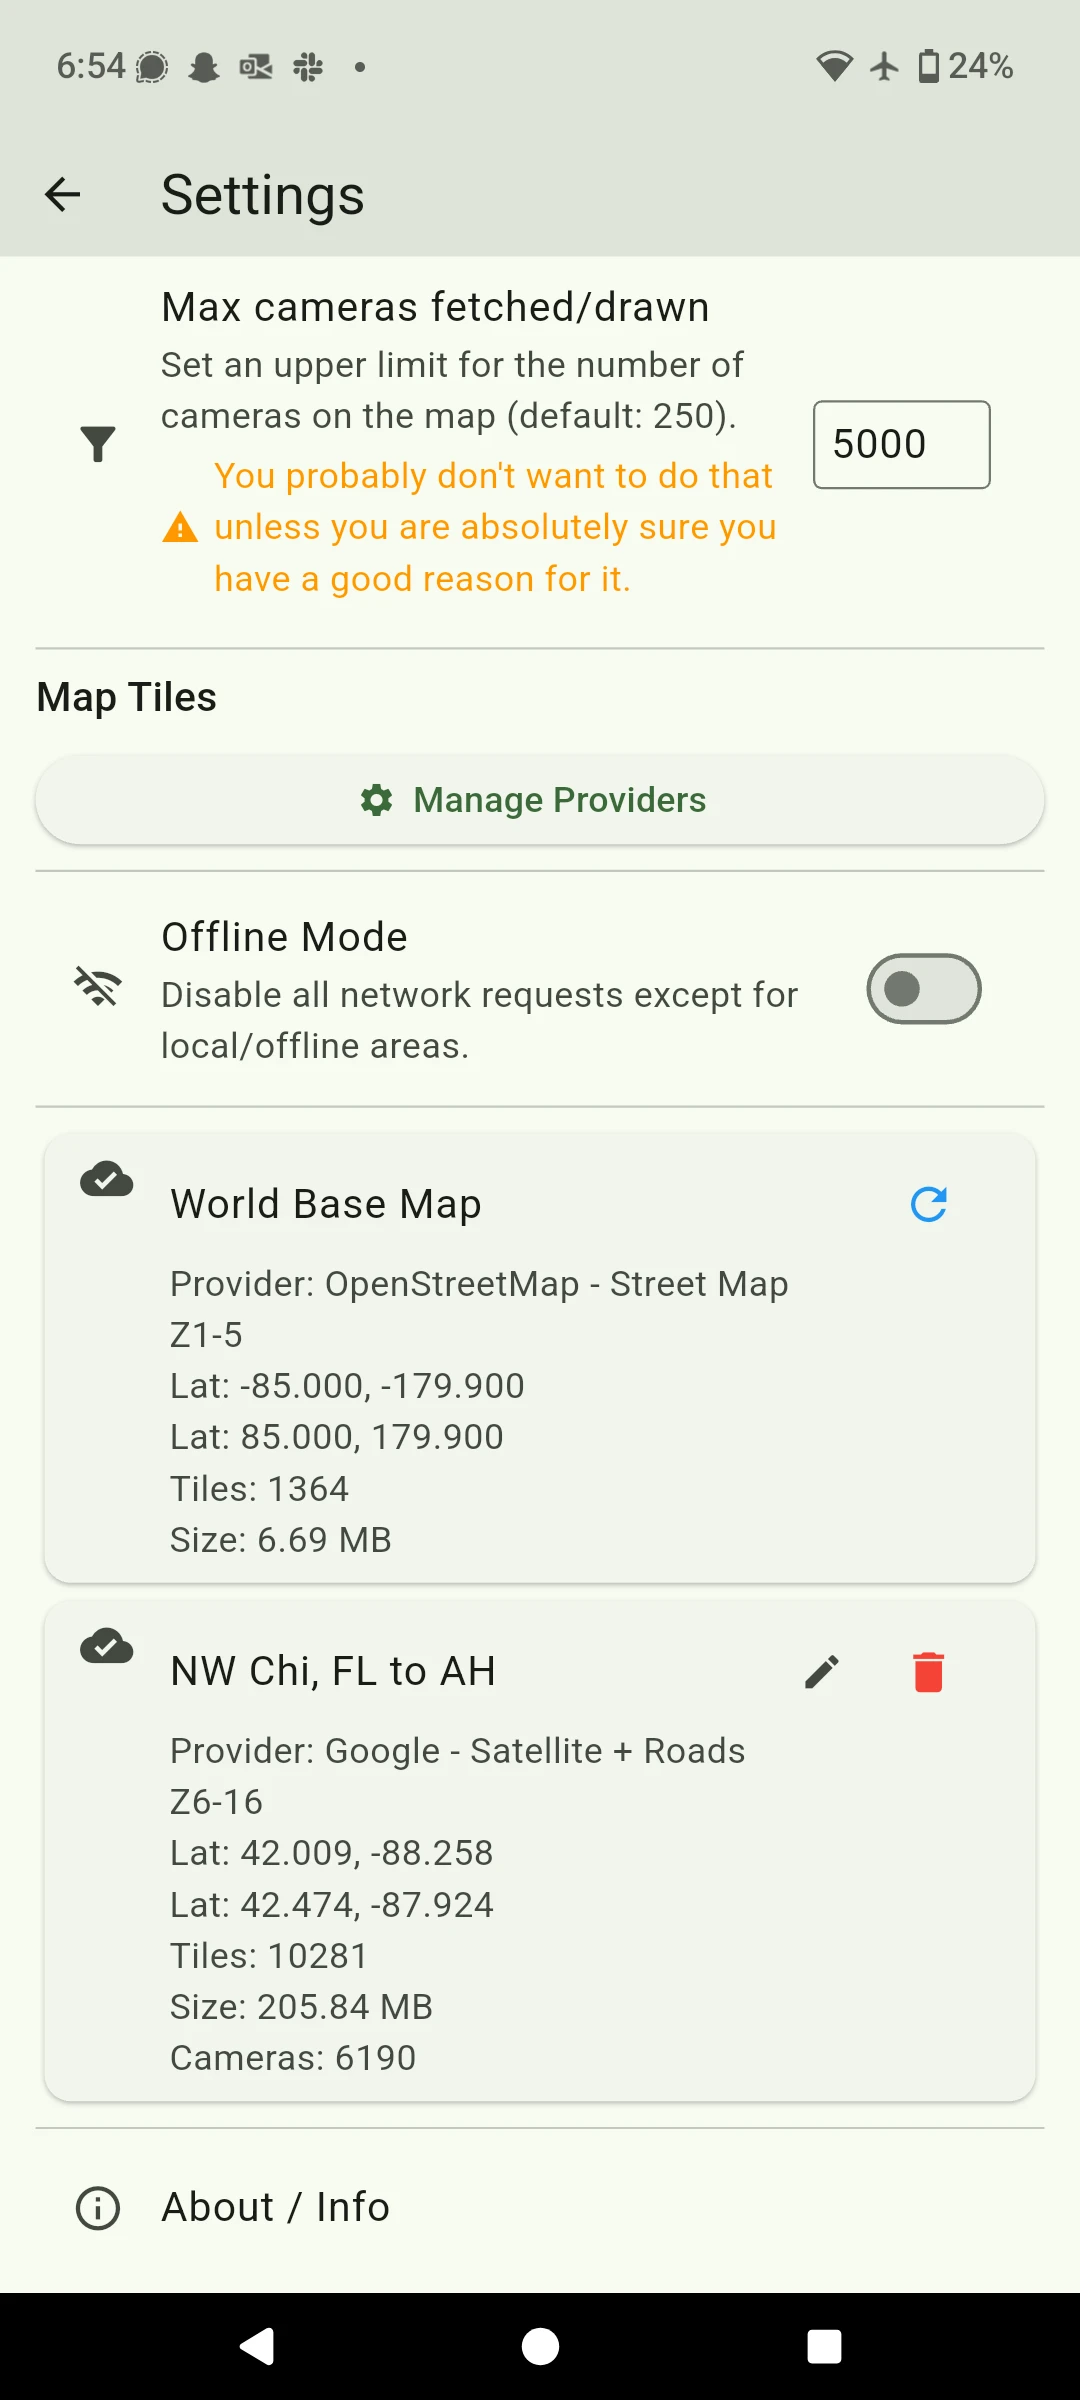 6:54
24%
Settings
Max cameras fetched/drawn
Set an upper limit for the number of
cameras on the map (default: 250).
5000
You probably don't want to do that
unless you are absolutely sure you
have a good reason for it.
Map Tiles
Manage Providers
Offline Mode
Disable all network requests except for
local/offline areas.
World Base Map
Provider: OpenStreetMap - Street Map
Z1-5
Lat: -85.000, -179.900
Lat: 85.000, 179.900
Tiles: 1364
Size: 6.69 MB
NW Chi, FL to AH
Provider: Google - Satellite + Roads
Z6-16
Lat: 42.009, -88.258
Lat: 42.474, -87.924
Tiles: 10281
Size: 205.84 MB
Cameras: 6190
About / Info